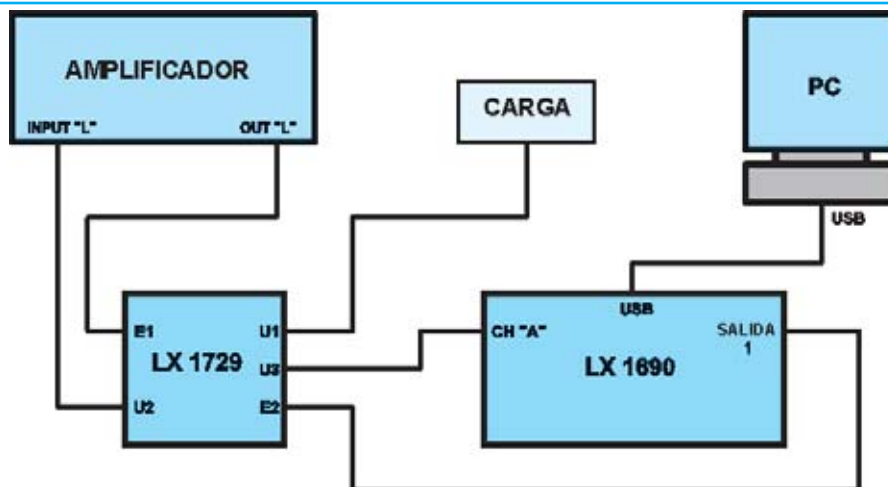 AMPLIFICADOR
INPUT "L"
OUT "L"
CARGA
PC
USB
E1
U1
LX 1729
U3
U2
E2
USB
CH "A"
SALIDA
1
LX 1690